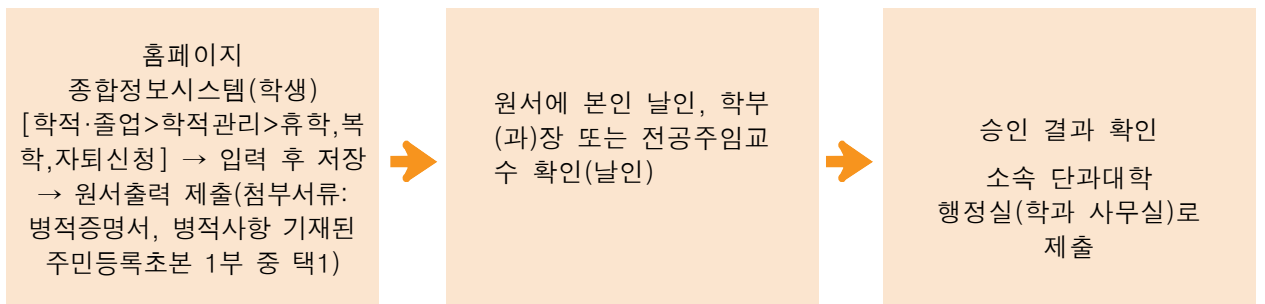 홈페이지
종합정보시스템(학생)
[학적·졸업>학적관리>휴학,복
학,자퇴신청] → 입력 후 저장
→ 원서출력 제출(첨부서류:
병적증명서, 병적사항 기재된
주민등록초본 1부 중 택1)
원서에 본인 날인, 학부
(과)장 또는 전공주임교
수 확인(날인)
승인 결과 확인
소속 단과대학
행정실(학과 사무실)로
제출